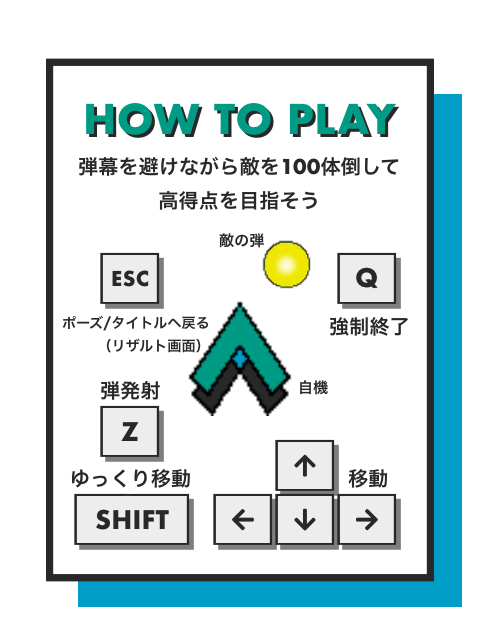 HOW TO PLAY
弾幕を避けながら敵を100体倒して
高得点を目指そう
敵の弾
ESC
Q
ポーズ/タイトルへ戻る
（リザルト画面）
強制終了
自機
弾発射
Z
↑
ゆっくり移動
移動
SHIFT
← ↓ →